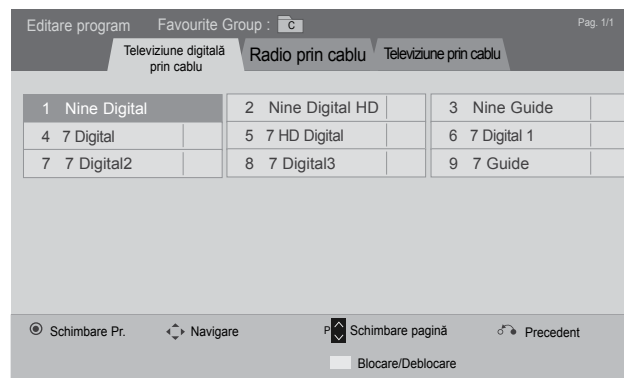 Editare program Favourite Group : C Pag. 1/1
Televiziune digitală prin cablu Radio prin cablu Televiziune prin cablu
1 Nine Digital 2 Nine Digital HD 3 Nine Guide
4 7 Digital 5 7 HD Digital 6 7 Digital 1
7 7 Digital2 8 7 Digital3 9 7 Guide
Schimbare Pr. Navigare P Schimbare pagină Precedent
Blocare/Deblocare